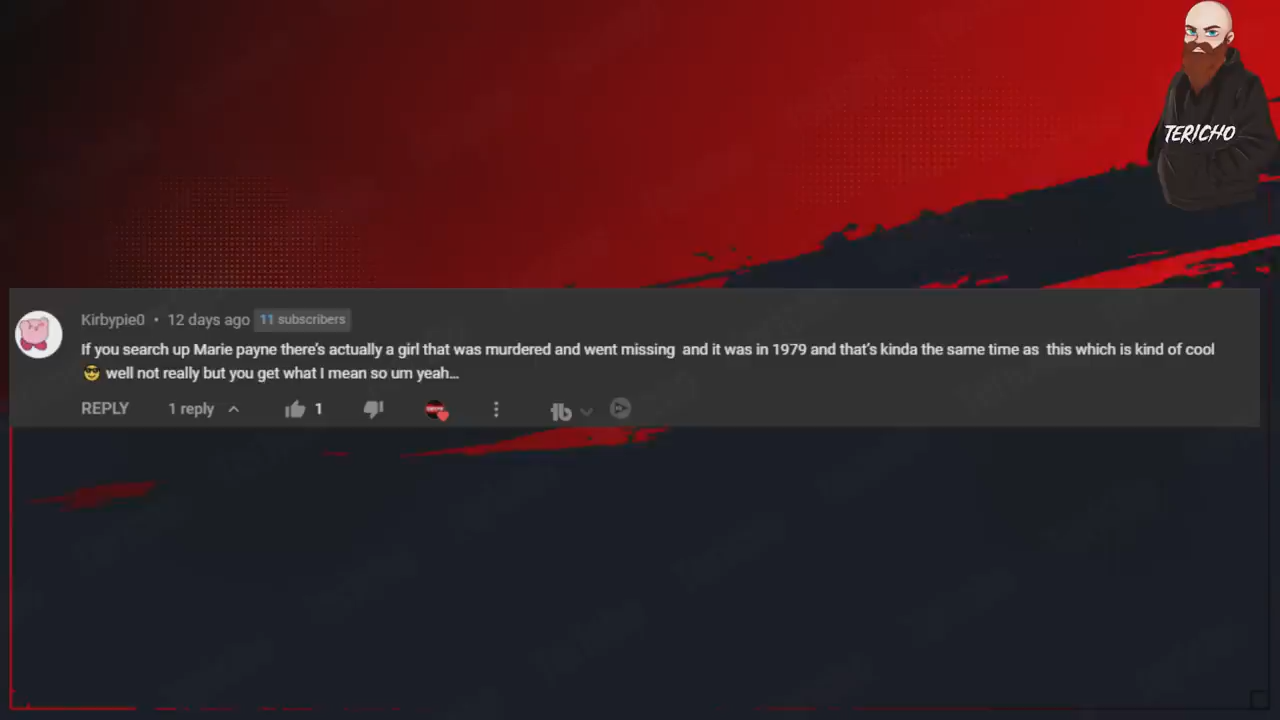 TERICHO
Kirbypie0 • 12 days ago 11 subscribers
If you search up Marie payne there's actually a girl that was murdered and went missing and it was in 1979 and that's kinda the same time as this which is kind of cool
😎 well not really but you get what I mean so um yeah...
REPLY 1 reply 1